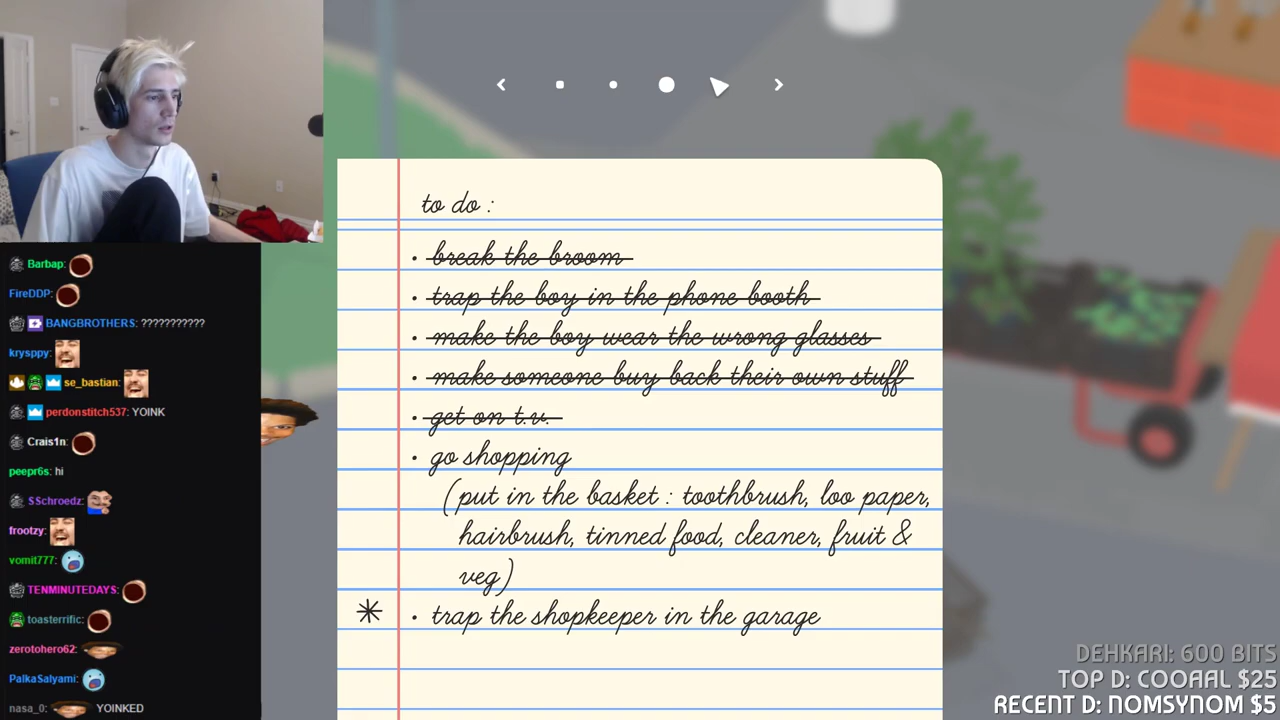 Barbap:
FireDDP:
BANGBROTHERS: ???????????
krysppy:
se_bastian:
perdonstitch537: YOINK
Crais1n:
peepr6s: hi
SSchroedz:
frootzy:
vomit777:
TENMINUTEDAYS:
toasterrific:
zerotohero62:
PalkaSalyami:
nasa_0: YOINKED
to do :
• break the broom
• trap the boy in the phone booth
• make the boy wear the wrong glasses
• make someone buy back their own stuff
• get on t.v.
• go shopping
(put in the basket : toothbrush, loo paper,
hairbrush, tinned food, cleaner, fruit &
veg)
* • trap the shopkeeper in the garage
DEHKARI: 600 BITS
TOP D: COOAAL $25
RECENT D: NOMSYNOM $5